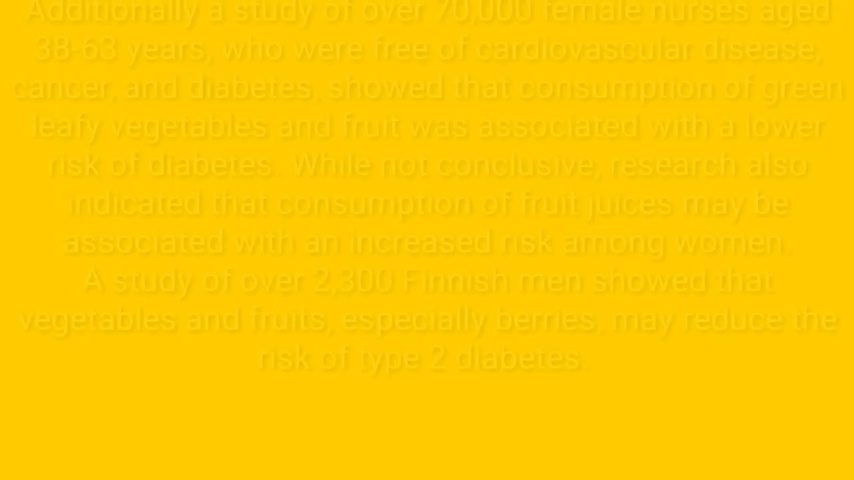 Additionally a study of over 70,000 female nurses aged
38-63 years, who were free of cardiovascular disease,
cancer, and diabetes, showed that consumption of green
leafy vegetables and fruit was associated with a lower
risk of diabetes. While not conclusive, research also
indicated that consumption of fruit juices may be
associated with an increased risk among women.
A study of over 2,300 Finnish men showed that
vegetables and fruits, especially berries, may reduce the
risk of type 2 diabetes.